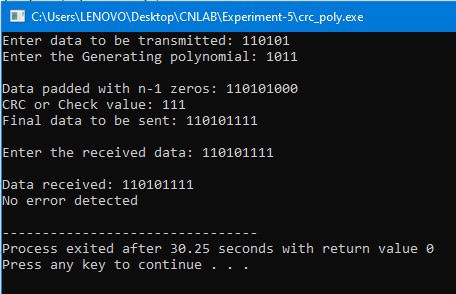 C:\Users\LENOVO\Desktop\CNLAB\Experiment-5\crc_poly.exe
Enter data to be transmitted: 110101
Enter the Generating polynomial: 1011
Data padded with n-1 zeros: 110101000
CRC or Check value: 111
Final data to be sent: 110101111
Enter the received data: 110101111
Data received: 110101111
No error detected
--------------------------------
Process exited after 30.25 seconds with return value 0
Press any key to continue . . .